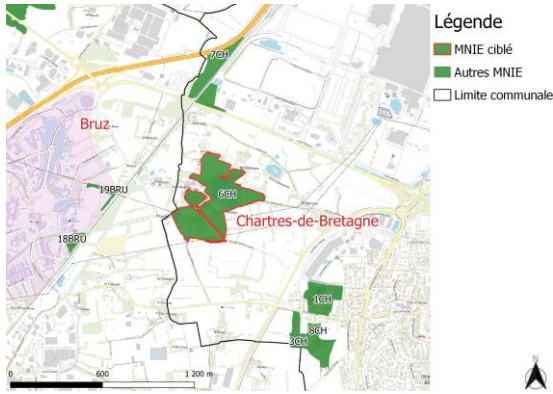 Légende
MNIE ciblé
Autres MNIE
Limite communale
7CH
Bruz
19BRU
6CH
Chartres-de-Bretagne
18BRU
1CH
8CH
3CH
0 600 1 200 m
N